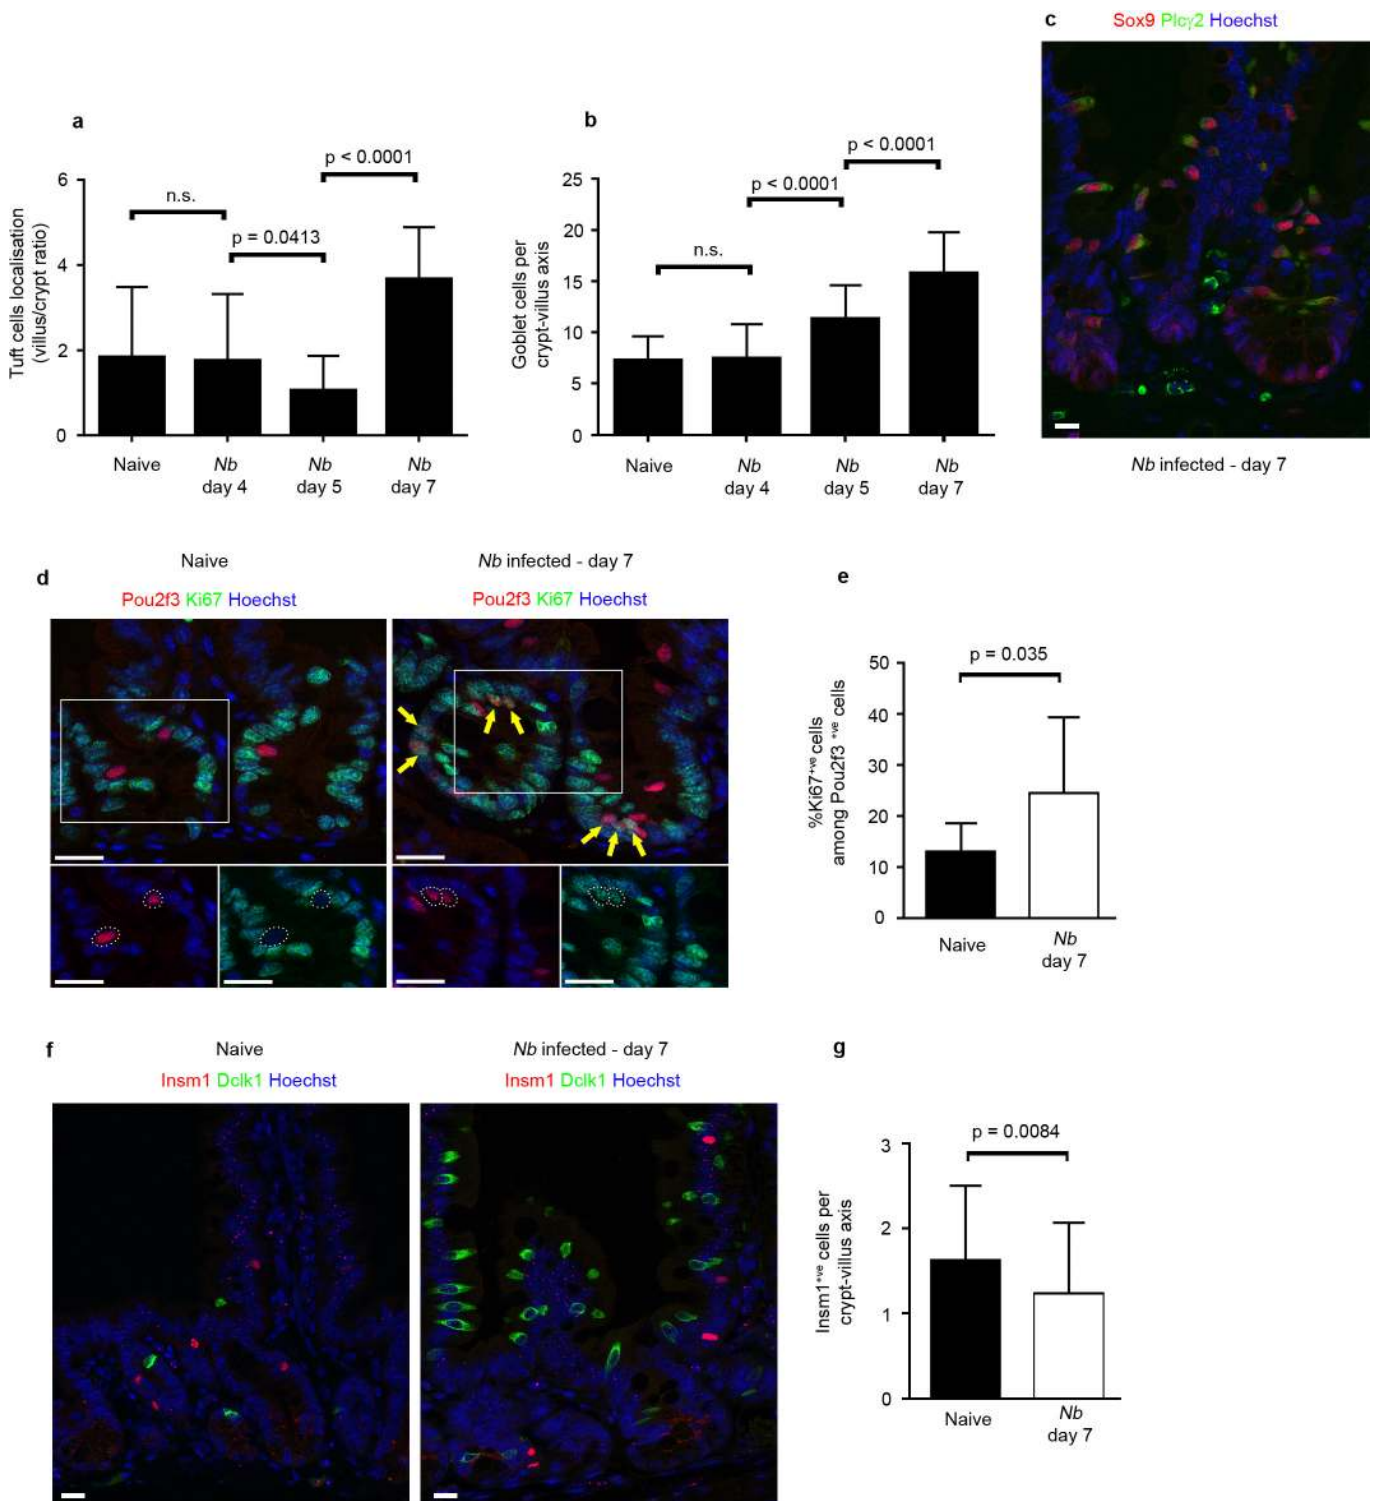 c
Sox9 Plcγ2 Hoechst
Nb infected - day 7
a
Tuft cells localisation
(villus/crypt ratio)
6
4
2
0
n.s.
p = 0.0413
p < 0.0001
Naive
Nb
day 4
Nb
day 5
Nb
day 7
b
Goblet cells per
crypt-villus axis
25
20
15
10
5
0
n.s.
p < 0.0001
p < 0.0001
Naive
Nb
day 4
Nb
day 5
Nb
day 7
d
Naive
Pou2f3 Ki67 Hoechst
Nb infected - day 7
Pou2f3 Ki67 Hoechst
e
%Ki67+ve cells
among Pou2f3 +ve cells
50
40
30
20
10
0
p = 0.035
Naive
Nb
day 7
f
Naive
Insm1 Dclk1 Hoechst
Nb infected - day 7
Insm1 Dclk1 Hoechst
g
Insm1+ve cells per
crypt-villus axis
3
2
1
0
p = 0.0084
Naive
Nb
day 7